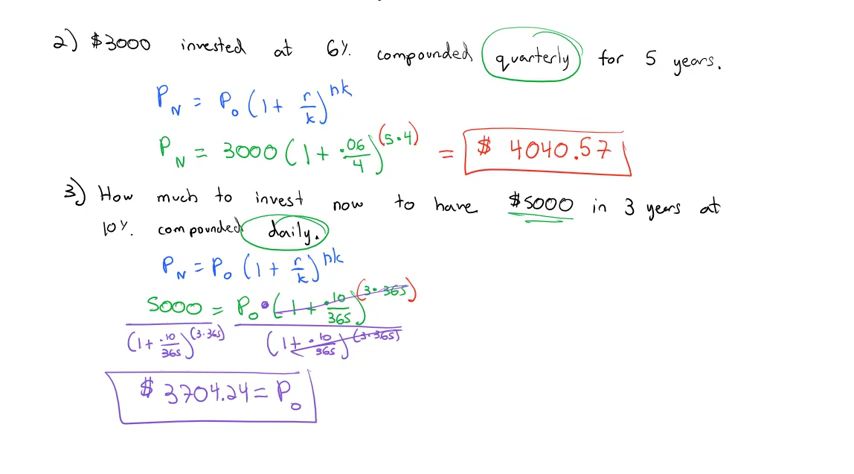 2) $3000 invested at 6% compounded quarterly for 5 years.
P_N = P_0 (1 + r/k)^{Nk}
P_N = 3000 (1 + .06/4)^{(5·4)} = $ 4040.57
3) How much to invest now to have $5000 in 3 years at
10% compounded daily.
P_N = P_0 (1 + r/k)^{Nk}
5000 = P_0 · (1 + .10/365)^{(3·365)}
(1 + .10/365)^{(3·365)} (1 + .10/365)^{(3·365)}
$ 3704.24 = P_0